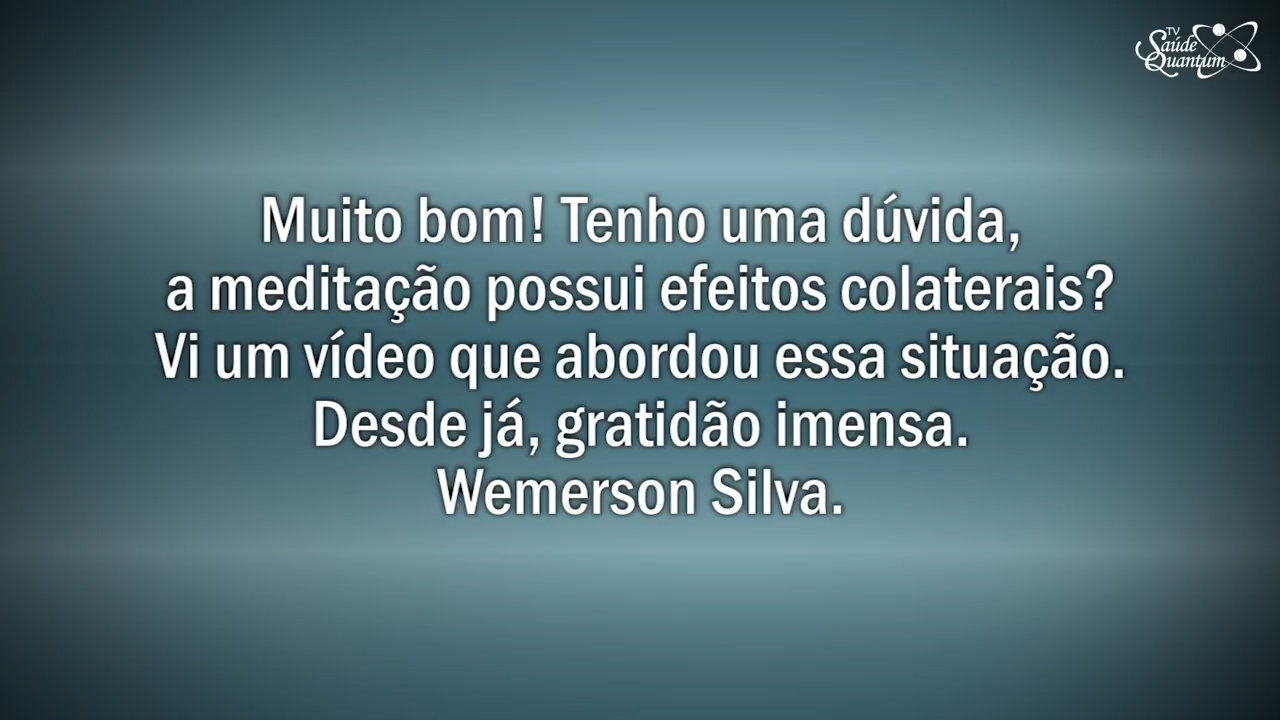 TV
Saúde
Quantum
Muito bom! Tenho uma dúvida,
a meditação possui efeitos colaterais?
Vi um vídeo que abordou essa situação.
Desde já, gratidão imensa.
Wemerson Silva.